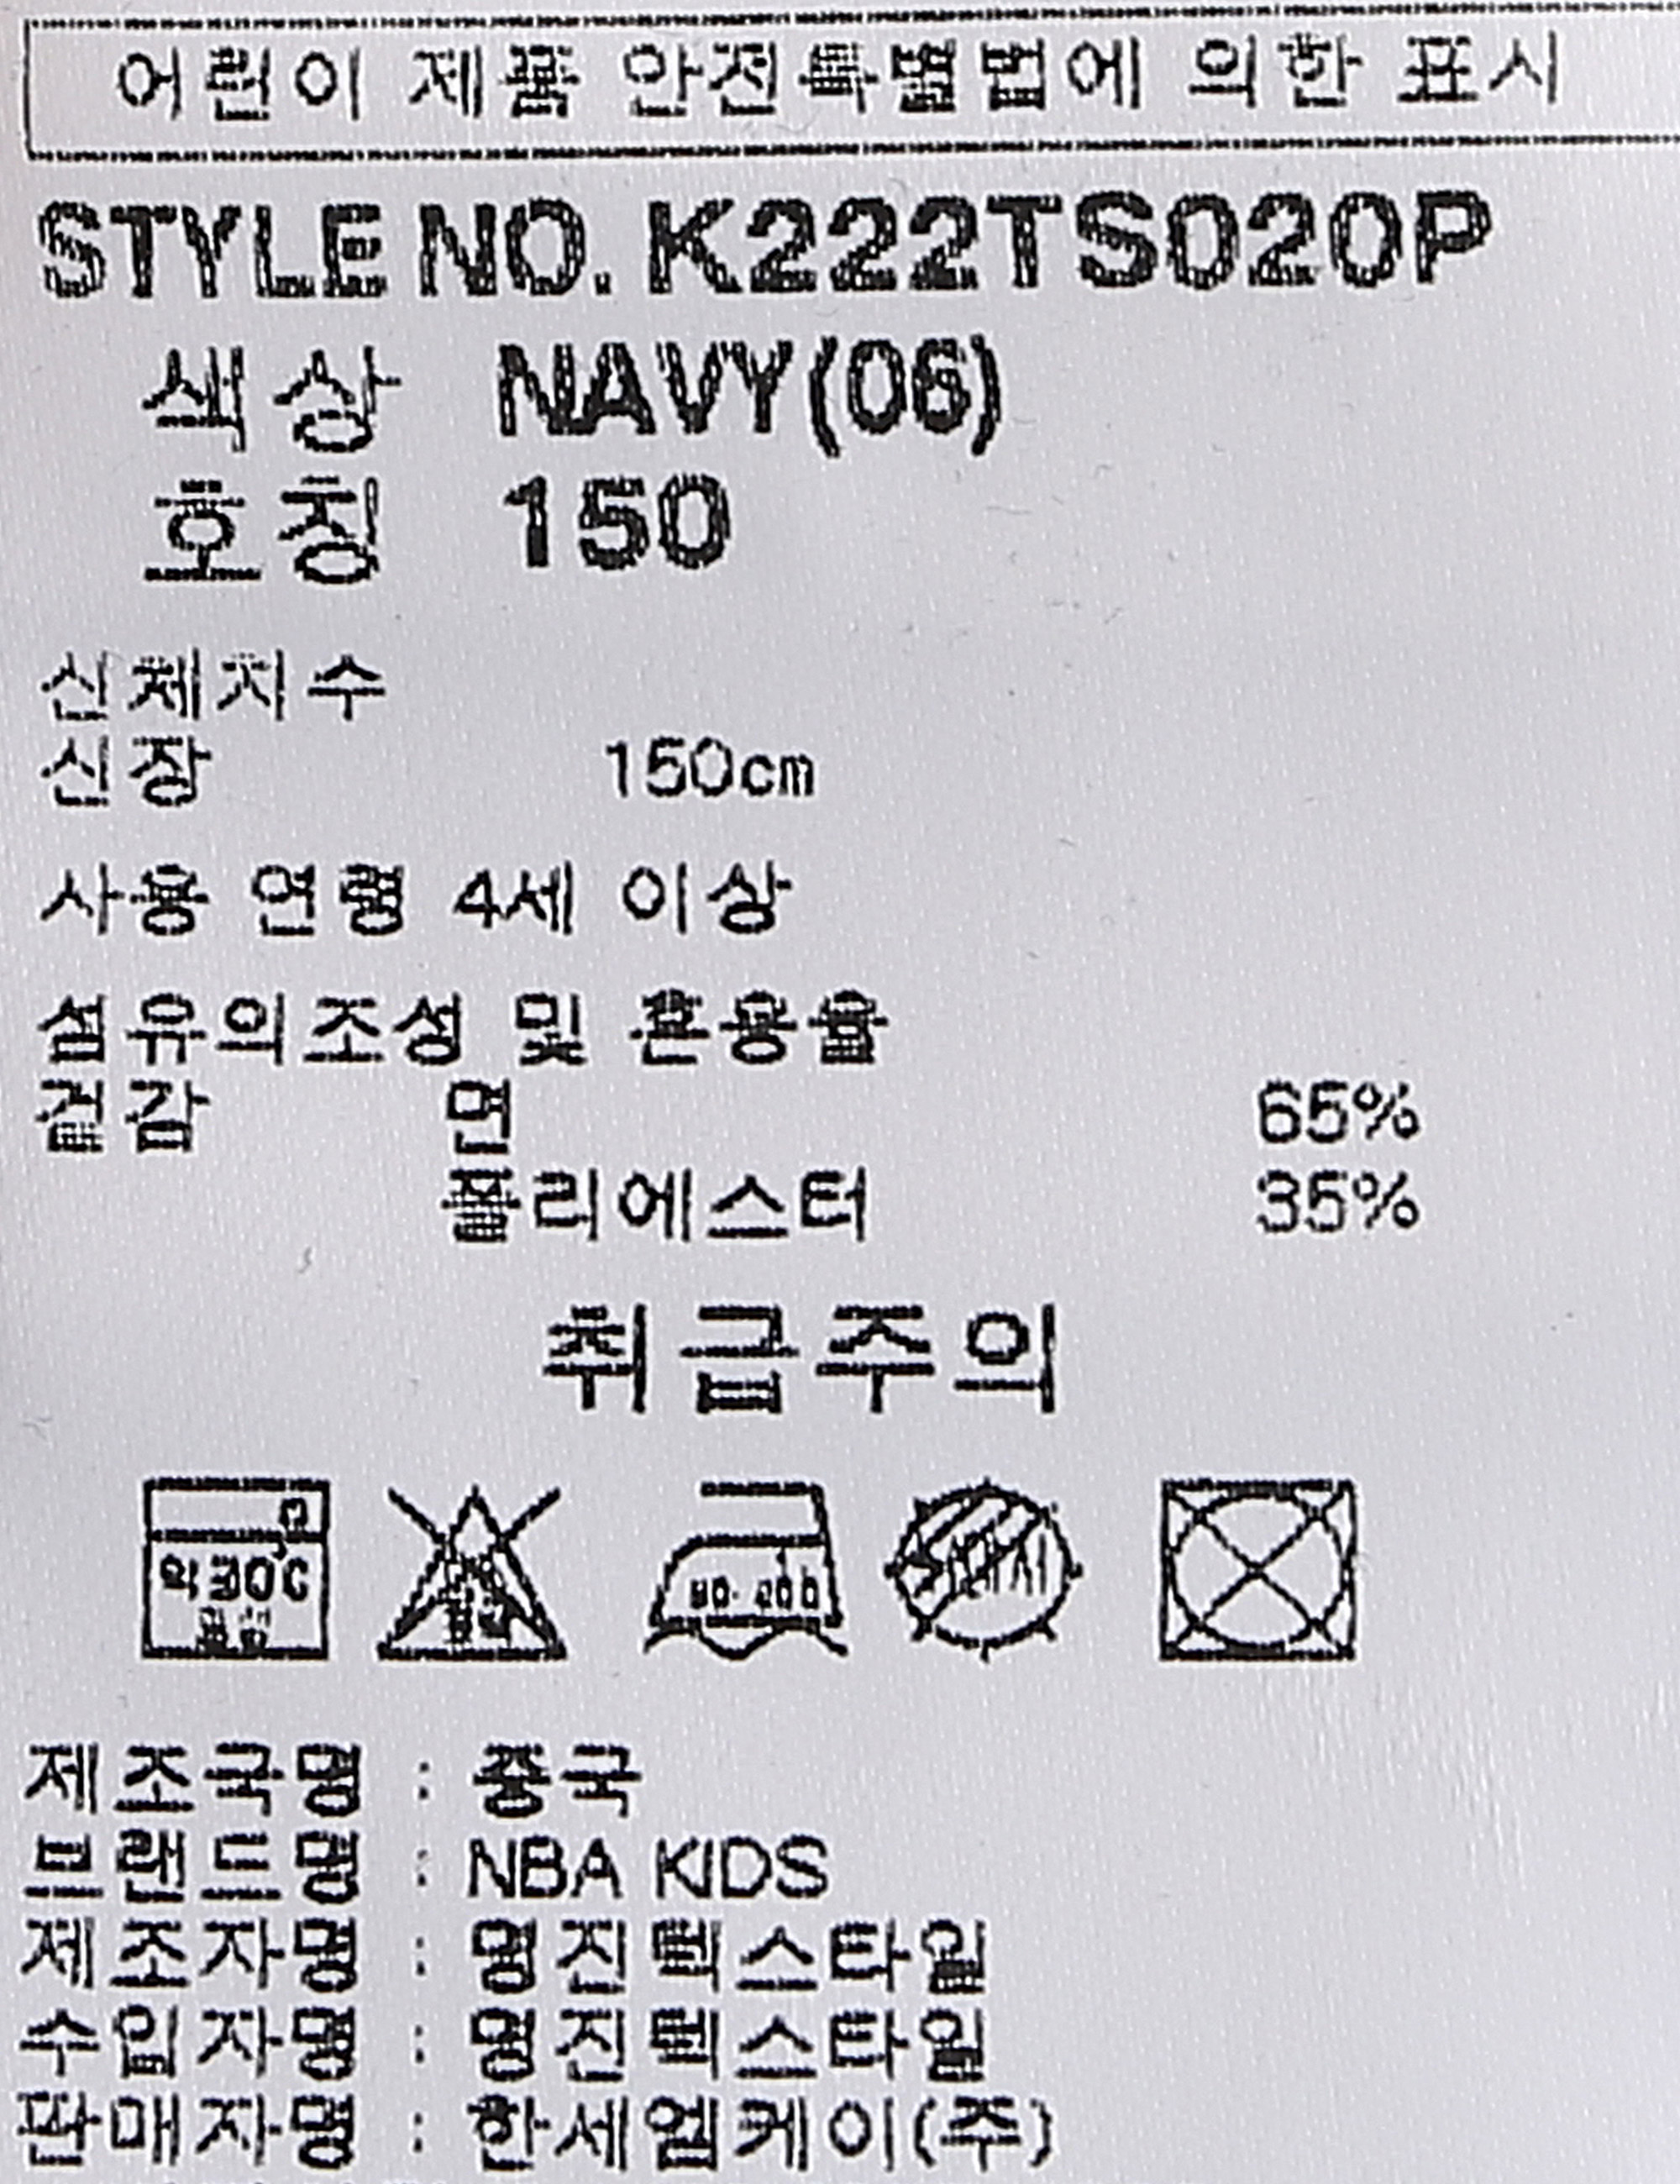 어린이 제품 안전특별법에 의한 표시
STYLE NO. K222TS020P
색상 NAVY(06)
호칭 150
신체치수
신장 150cm
사용 연령 4세 이상
섬유의조성 및 혼용율
겉감 면 65%
폴리에스터 35%
취급주의
약30℃
제조국명 : 중국
브랜드명 : NBA KIDS
제조자명 : 명진텍스타일
수입자명 : 명진텍스타일
판매자명 : 한세엠케이(주)